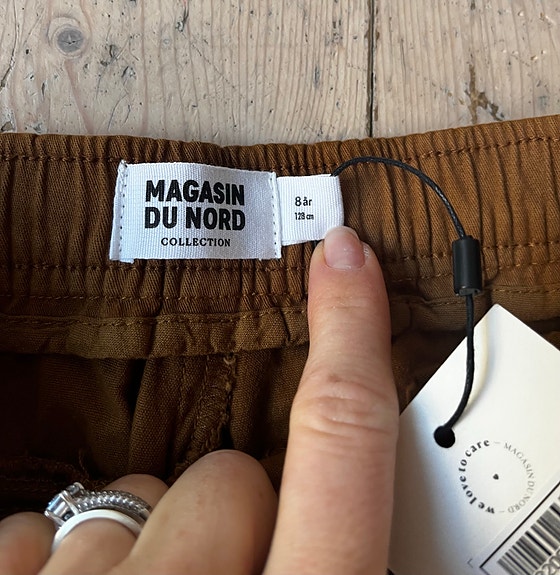 MAGASIN
DU NORD
COLLECTION
8 år
128 cm
we love to care – MAGASIN DU NORD –